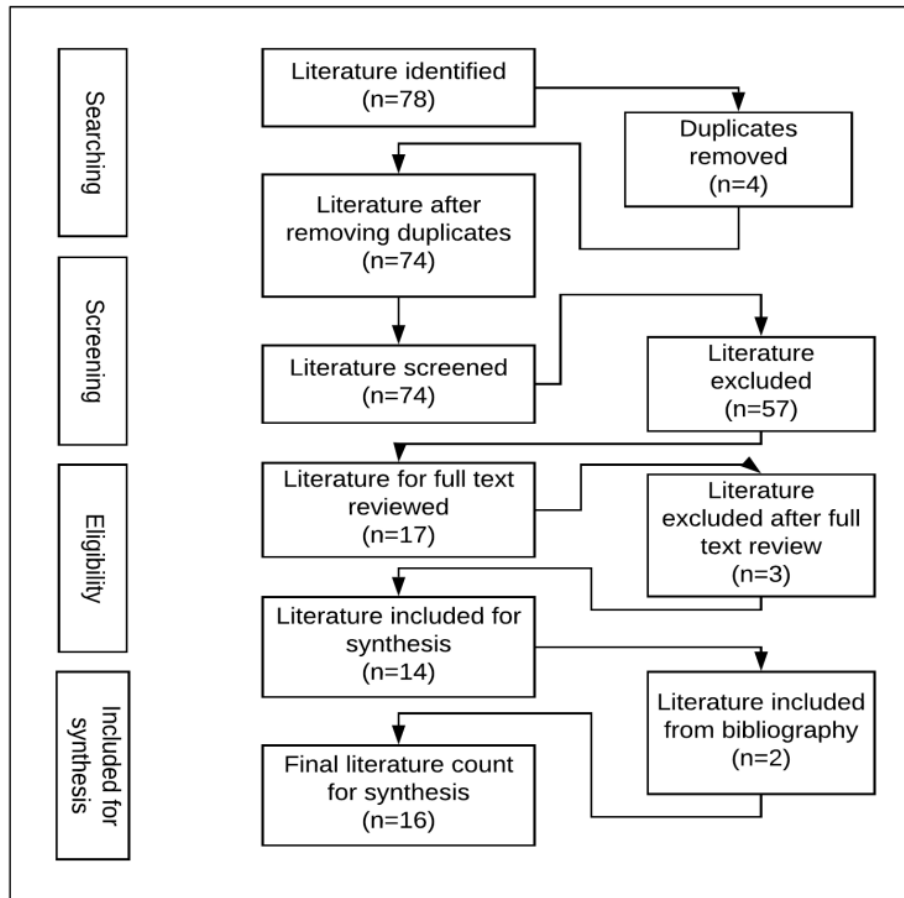 Searching
Literature identified
(n=78)
Duplicates
removed
(n=4)
Literature after
removing duplicates
(n=74)
Screening
Literature screened
(n=74)
Literature
excluded
(n=57)
Eligibility
Literature for full text
reviewed
(n=17)
Literature
excluded after full
text review
(n=3)
Literature included for
synthesis
(n=14)
Included for
synthesis
Literature included
from bibliography
(n=2)
Final literature count
for synthesis
(n=16)